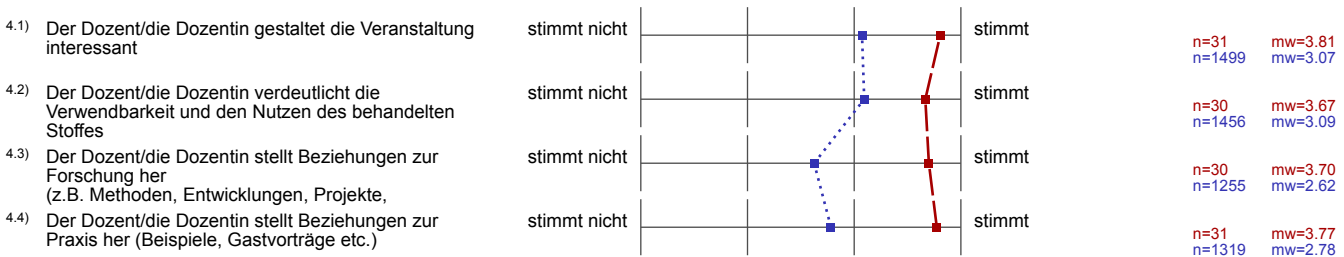 4.1) Der Dozent/die Dozentin gestaltet die Veranstaltung interessant
stimmt nicht
stimmt
n=31 mw=3.81
n=1499 mw=3.07
4.2) Der Dozent/die Dozentin verdeutlicht die
Verwendbarkeit und den Nutzen des behandelten
Stoffes
stimmt nicht
stimmt
n=30 mw=3.67
n=1456 mw=3.09
4.3) Der Dozent/die Dozentin stellt Beziehungen zur
Forschung her
(z.B. Methoden, Entwicklungen, Projekte,
stimmt nicht
stimmt
n=30 mw=3.70
n=1255 mw=2.62
4.4) Der Dozent/die Dozentin stellt Beziehungen zur
Praxis her (Beispiele, Gastvorträge etc.)
stimmt nicht
stimmt
n=31 mw=3.77
n=1319 mw=2.78